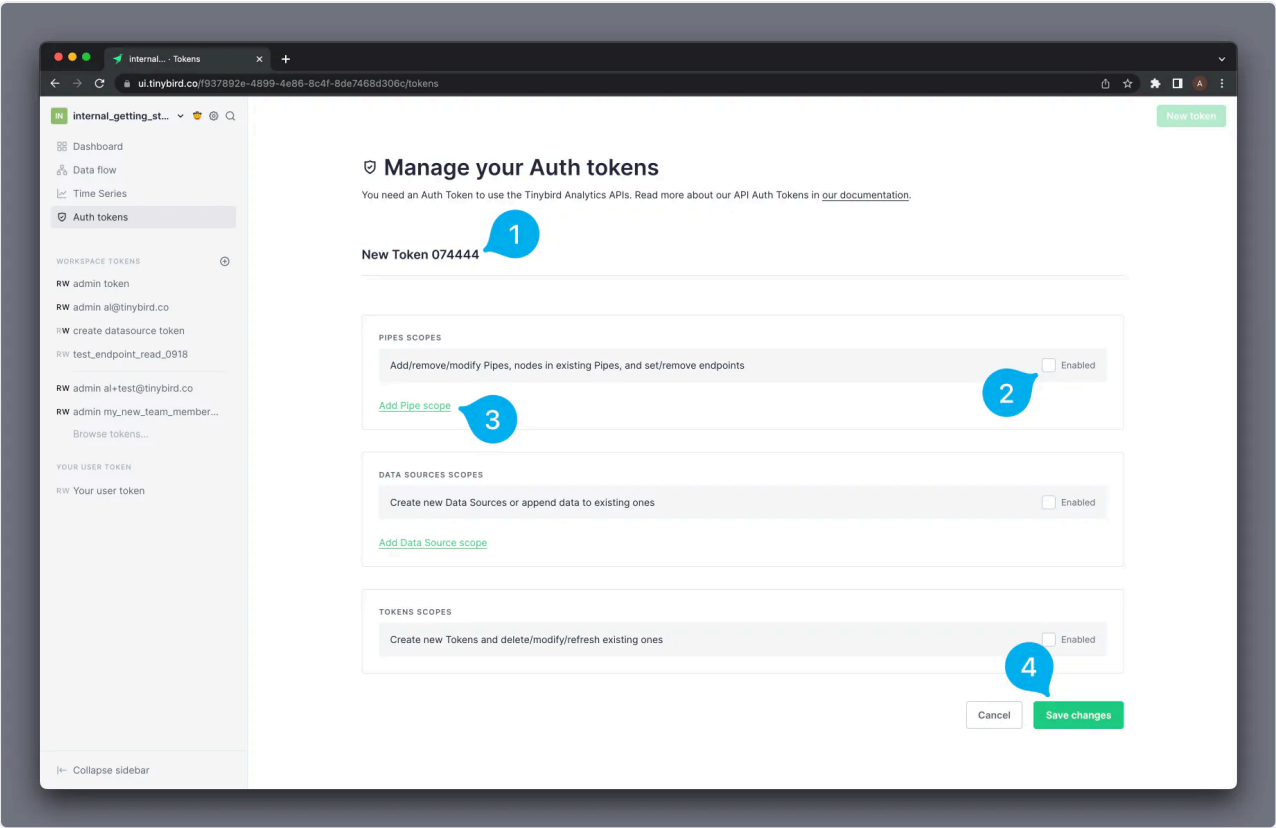 internal... · Tokens
ui.tinybird.co/f937892e-4899-4e86-8c4f-8de7468d306c/tokens
A
IN internal_getting_st...
New token
Dashboard
Data flow
Time Series
Auth tokens
WORKSPACE TOKENS
RW admin token
RW admin al@tinybird.co
RW create datasource token
RW test_endpoint_read_0918
RW admin al+test@tinybird.co
RW admin my_new_team_member...
Browse tokens...
YOUR USER TOKEN
RW Your user token
Collapse sidebar
Manage your Auth tokens
You need an Auth Token to use the Tinybird Analytics APIs. Read more about our API Auth Tokens in our documentation.
New Token 074444
1
PIPES SCOPES
Add/remove/modify Pipes, nodes in existing Pipes, and set/remove endpoints
Enabled
2
Add Pipe scope
3
DATA SOURCES SCOPES
Create new Data Sources or append data to existing ones
Enabled
Add Data Source scope
TOKENS SCOPES
Create new Tokens and delete/modify/refresh existing ones
Enabled
4
Cancel
Save changes